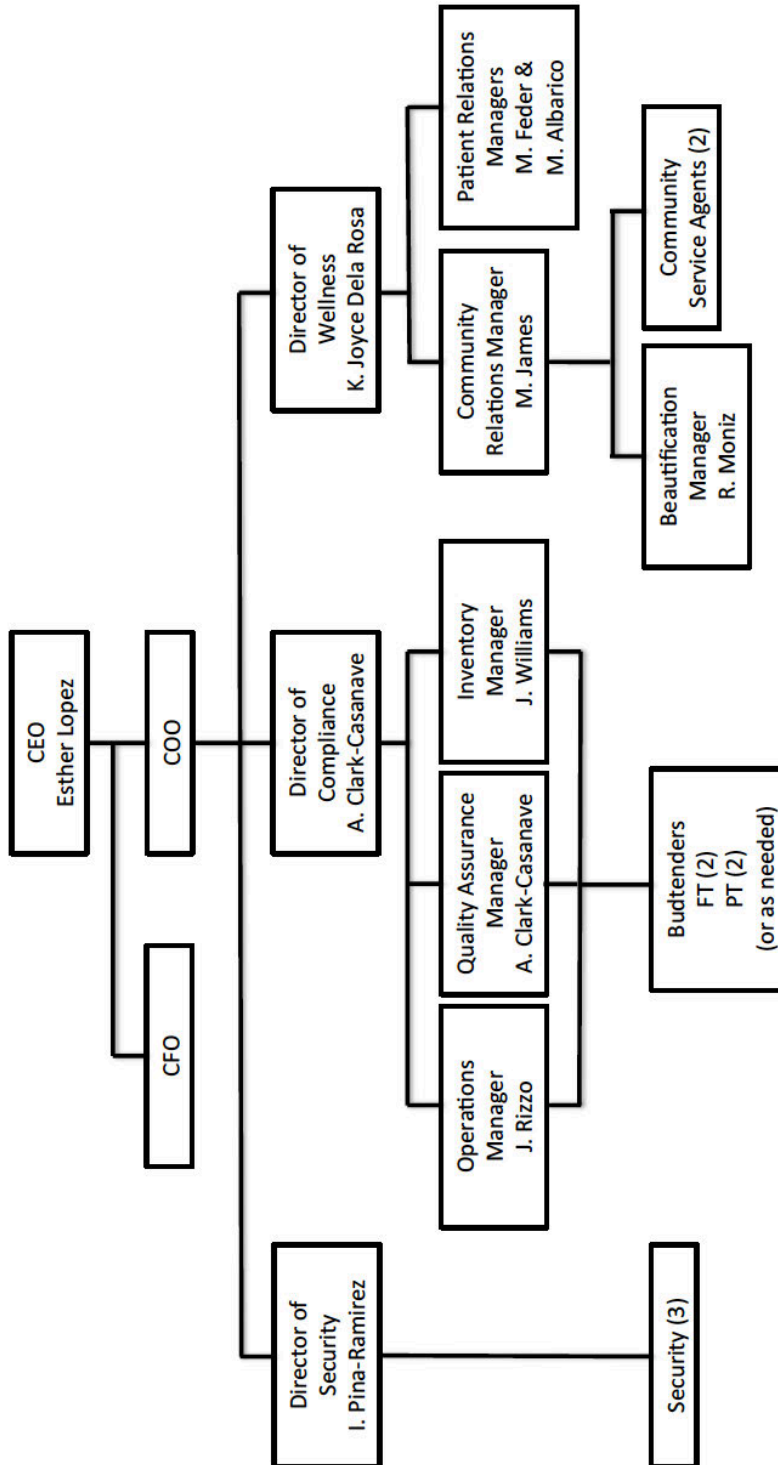 CEO
Esther Lopez
CFO
COO
Director of
Security
I. Pina-Ramirez
Director of
Compliance
A. Clark-Casanave
Director of
Wellness
K. Joyce Dela Rosa
Operations
Manager
J. Rizzo
Quality Assurance
Manager
A. Clark-Casanave
Inventory
Manager
J. Williams
Community
Relations Manager
M. James
Patient Relations
Managers
M. Feder &
M. Albarico
Security (3)
Budtenders
FT (2)
PT (2)
(or as needed)
Beautification
Manager
R. Moniz
Community
Service Agents (2)